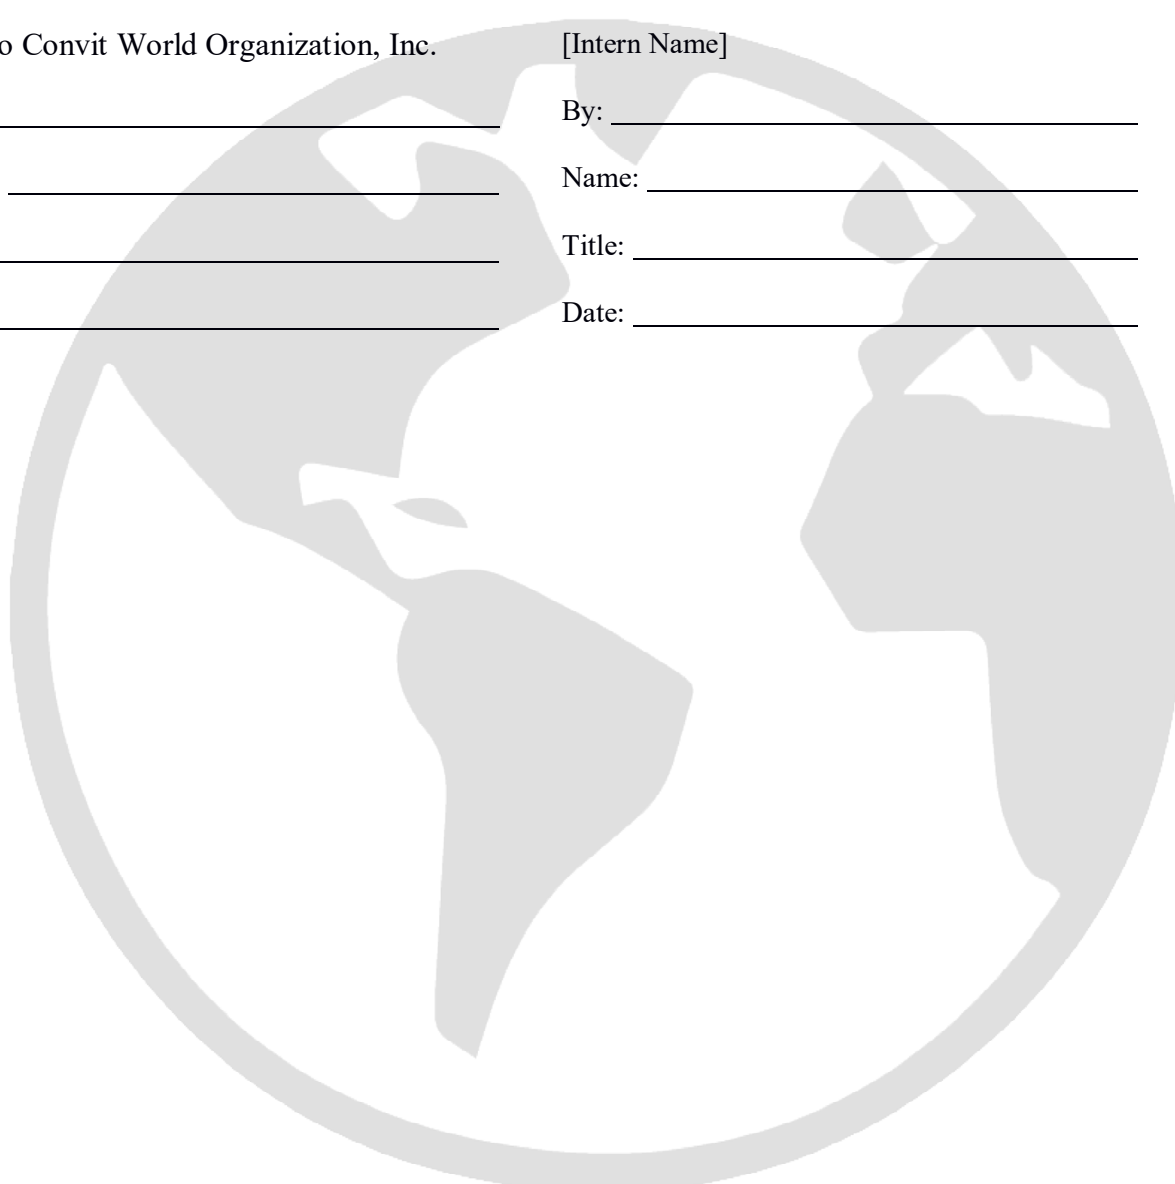 o Convit World Organization, Inc.
[Intern Name]
By:
Name:
Title:
Date: